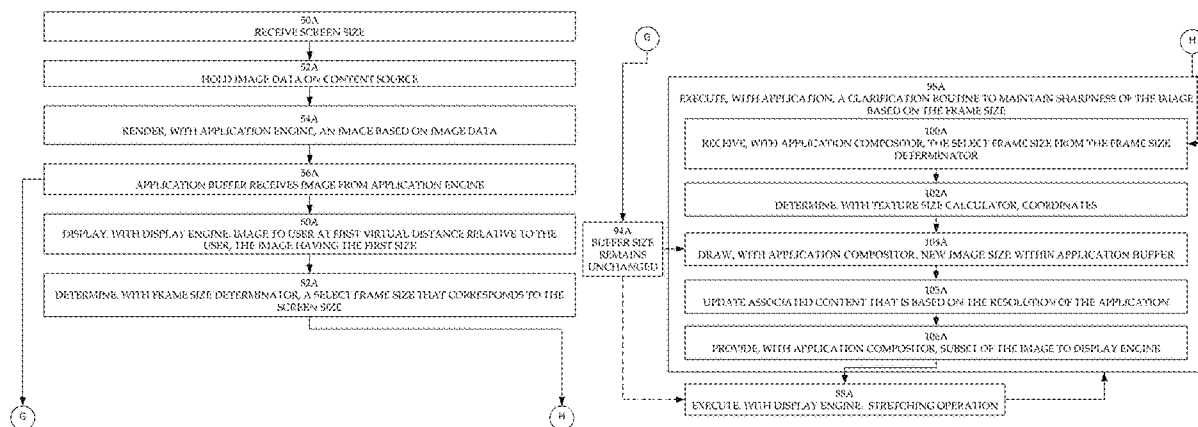 50A
RECEIVE SCREEN SIZE
52A
HOLD IMAGE DATA ON CONTENT SOURCE
54A
RENDER, WITH APPLICATION ENGINE, AN IMAGE BASED ON IMAGE DATA
56A
APPLICATION BUFFER RECEIVES IMAGE FROM APPLICATION ENGINE
DISPLAY, WITH DISPLAY ENGINE, IMAGE TO USER AT FIRST VIRTUAL DISTANCE RELATIVE TO THE
USER, THE IMAGE HAVING THE FIRST SIZE
82A
DETERMINE, WITH FRAME SIZE DETERMINATOR, A SELECT FRAME SIZE THAT CORRESPONDS TO THE
SCREEN SIZE
G
H
G
H
98A
EXECUTE, WITH APPLICATION, A CLARIFICATION ROUTINE TO MAINTAIN SHARPNESS OF THE IMAGE
BASED ON THE FRAME SIZE
100A
RECEIVE, WITH APPLICATION COMPOSITOR, THE SELECT FRAME SIZE FROM THE FRAME SIZE
DETERMINATOR
102A
DETERMINE, WITH TEXTURE SIZE CALCULATOR, COORDINATES
94A
BUFFER SIZE
REMAINS
UNCHANGED
DRAW, WITH APPLICATION COMPOSITOR, NEW IMAGE SIZE WITHIN APPLICATION BUFFER
105A
UPDATE ASSOCIATED CONTENT THAT IS BASED ON THE RESOLUTION OF THE APPLICATION
106A
PROVIDE, WITH APPLICATION COMPOSITOR, SUBSET OF THE IMAGE TO DISPLAY ENGINE
88A
EXECUTE, WITH DISPLAY ENGINE, STRETCHING OPERATION